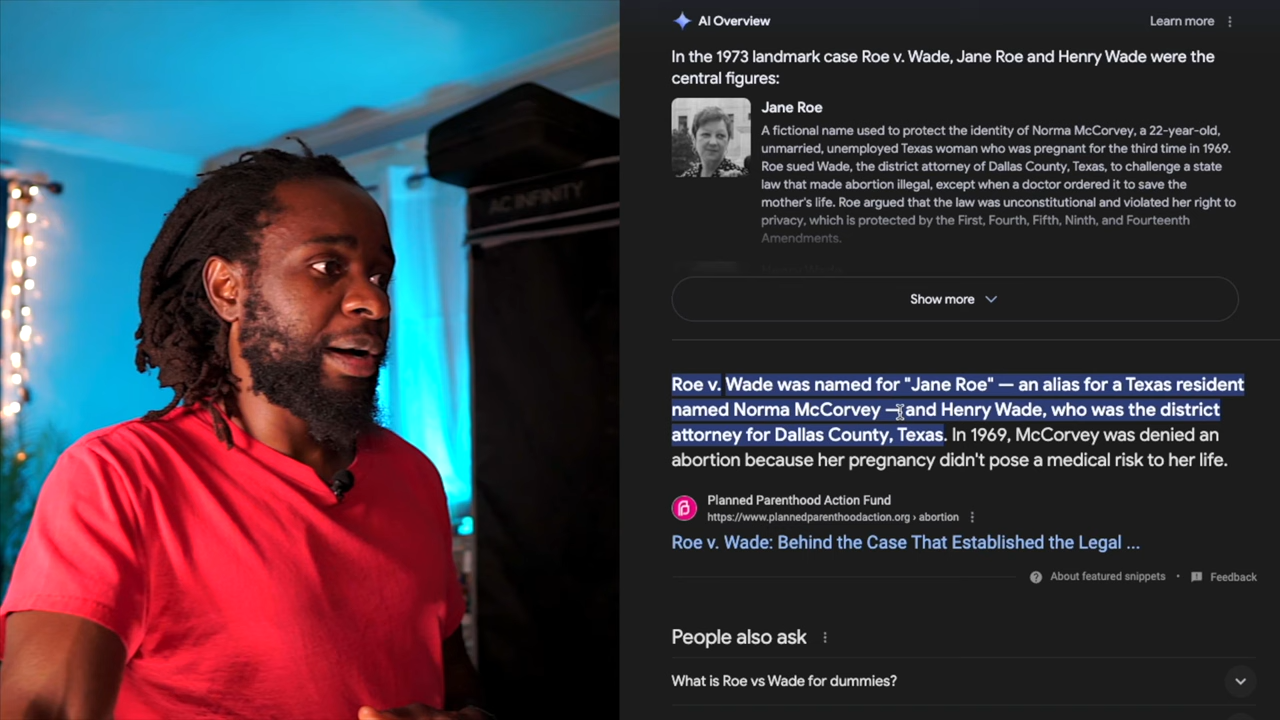 AC INFINITY
AI Overview
Learn more
In the 1973 landmark case Roe v. Wade, Jane Roe and Henry Wade were the
central figures:
Jane Roe
A fictional name used to protect the identity of Norma McCorvey, a 22-year-old,
unmarried, unemployed Texas woman who was pregnant for the third time in 1969.
Roe sued Wade, the district attorney of Dallas County, Texas, to challenge a state
law that made abortion illegal, except when a doctor ordered it to save the
mother's life. Roe argued that the law was unconstitutional and violated her right to
privacy, which is protected by the First, Fourth, Fifth, Ninth, and Fourteenth
Amendments.
Show more
Roe v. Wade was named for "Jane Roe" — an alias for a Texas resident
named Norma McCorvey — and Henry Wade, who was the district
attorney for Dallas County, Texas. In 1969, McCorvey was denied an
abortion because her pregnancy didn't pose a medical risk to her life.
Planned Parenthood Action Fund
https://www.plannedparenthoodaction.org › abortion
Roe v. Wade: Behind the Case That Established the Legal ...
About featured snippets • Feedback
People also ask
What is Roe vs Wade for dummies?